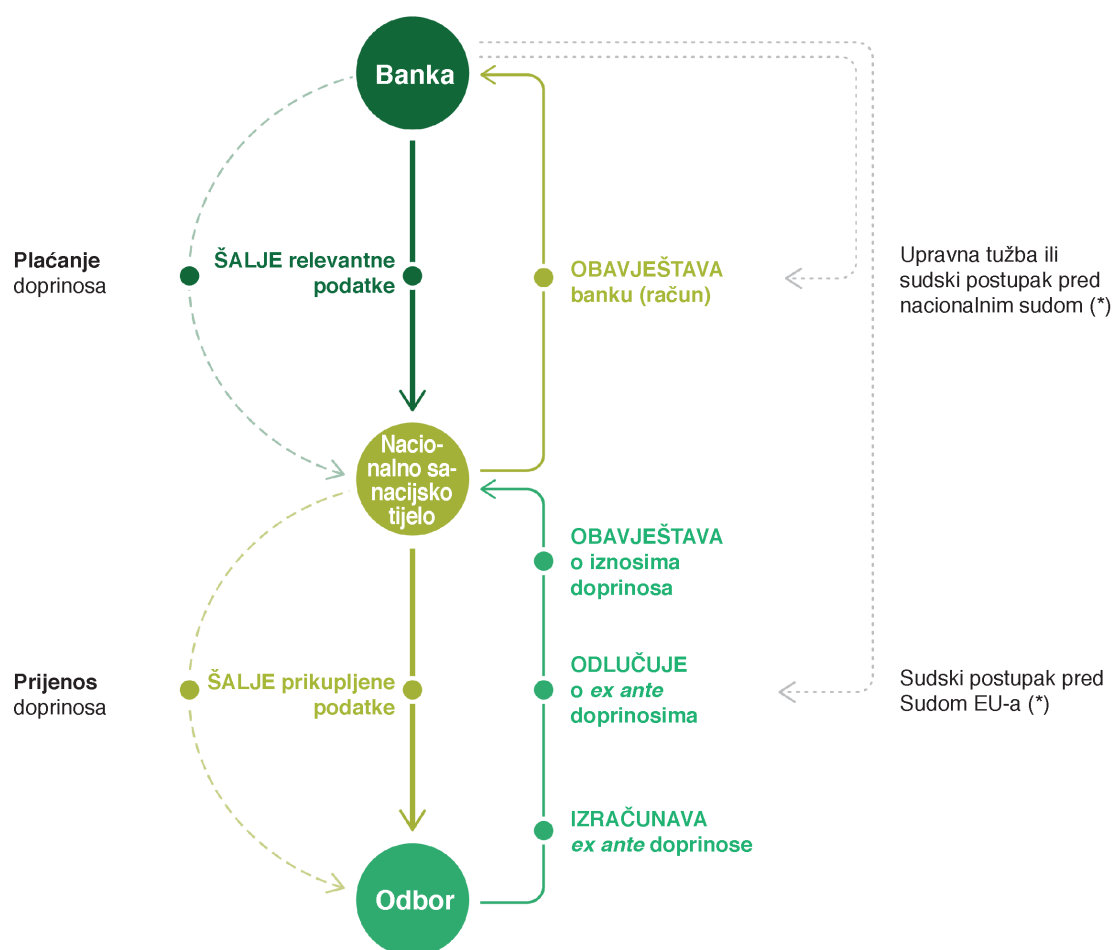 Banka
Plaćanje
doprinosa
ŠALJE relevantne
podatke
OBAVJEŠTAVA
banku (račun)
Upravna tužba ili
sudski postupak pred
nacionalnim sudom (*)
Nacio-
nalno sa-
nacijsko
tijelo
OBAVJEŠTAVA
o iznosima
doprinosa
Prijenos
doprinosa
ŠALJE prikupljene
podatke
ODLUČUJE
o ex ante
doprinosima
Sudski postupak pred
Sudom EU-a (*)
IZRAČUNAVA
ex ante doprinose
Odbor